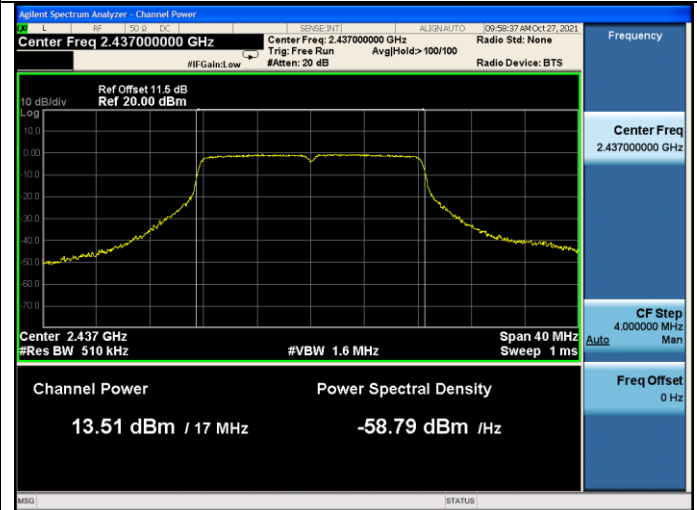 Agilent Spectrum Analyzer - Channel Power
L RF 50 Ω DC SENSE:INT ALIGN AUTO 09:58:37 AM Oct 27, 2021
Center Freq 2.437000000 GHz
Center Freq: 2.437000000 GHz Radio Std: None
Trig: Free Run Avg|Hold:>100/100
#IFGain:Low #Atten: 20 dB Radio Device: BTS
Frequency
Ref Offset 11.5 dB
10 dB/div Ref 20.00 dBm
Log
10.0
0.00
-10.0
-20.0
-30.0
-40.0
-50.0
-60.0
-70.0
Center 2.437 GHz Span 40 MHz
#Res BW 510 kHz #VBW 1.6 MHz Sweep 1 ms
Channel Power Power Spectral Density
13.51 dBm / 17 MHz -58.79 dBm /Hz
Center Freq
2.437000000 GHz
CF Step
4.000000 MHz
Auto Man
Freq Offset
0 Hz
MSG STATUS